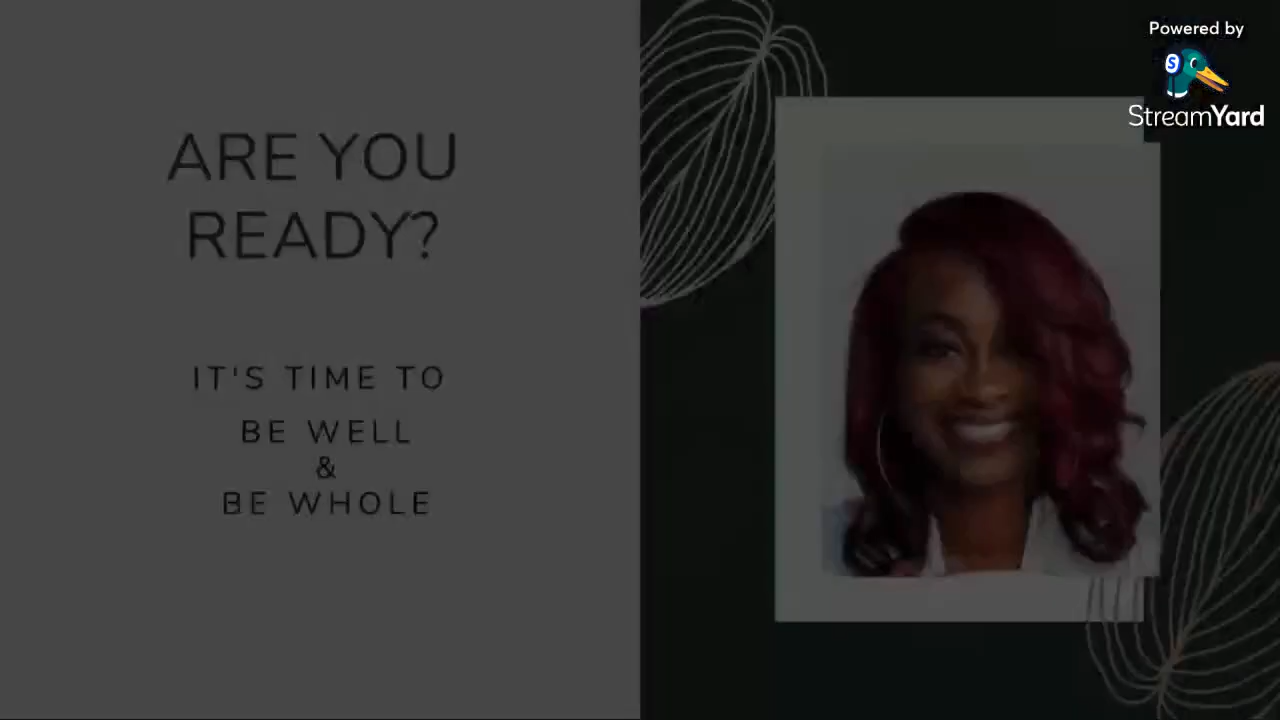 ARE YOU
READY?
IT'S TIME TO
BE WELL
&
BE WHOLE
Powered by
S
StreamYard